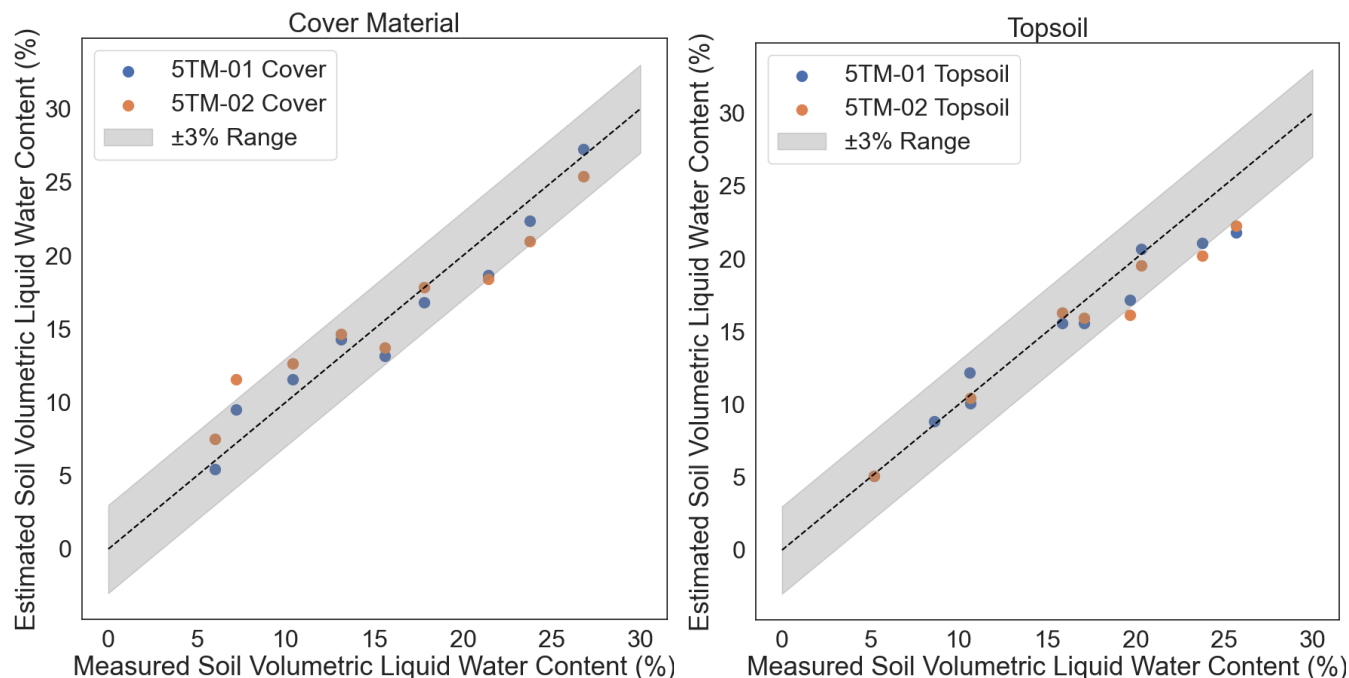 Cover Material
Estimated Soil Volumetric Liquid Water Content (%)
5TM-01 Cover
5TM-02 Cover
±3% Range
30
25
20
15
10
5
0
0 5 10 15 20 25 30
Measured Soil Volumetric Liquid Water Content (%)
Topsoil
Estimated Soil Volumetric Liquid Water Content (%)
5TM-01 Topsoil
5TM-02 Topsoil
±3% Range
30
25
20
15
10
5
0
0 5 10 15 20 25 30
Measured Soil Volumetric Liquid Water Content (%)